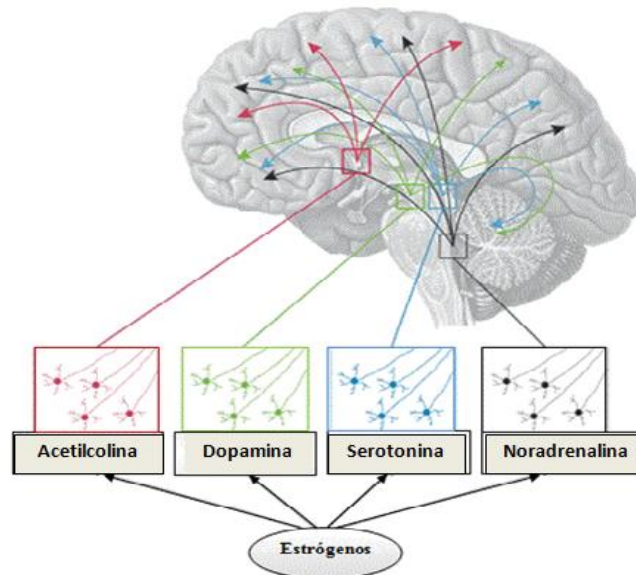 Acetilcolina
Dopamina
Serotonina
Noradrenalina
Estrógenos